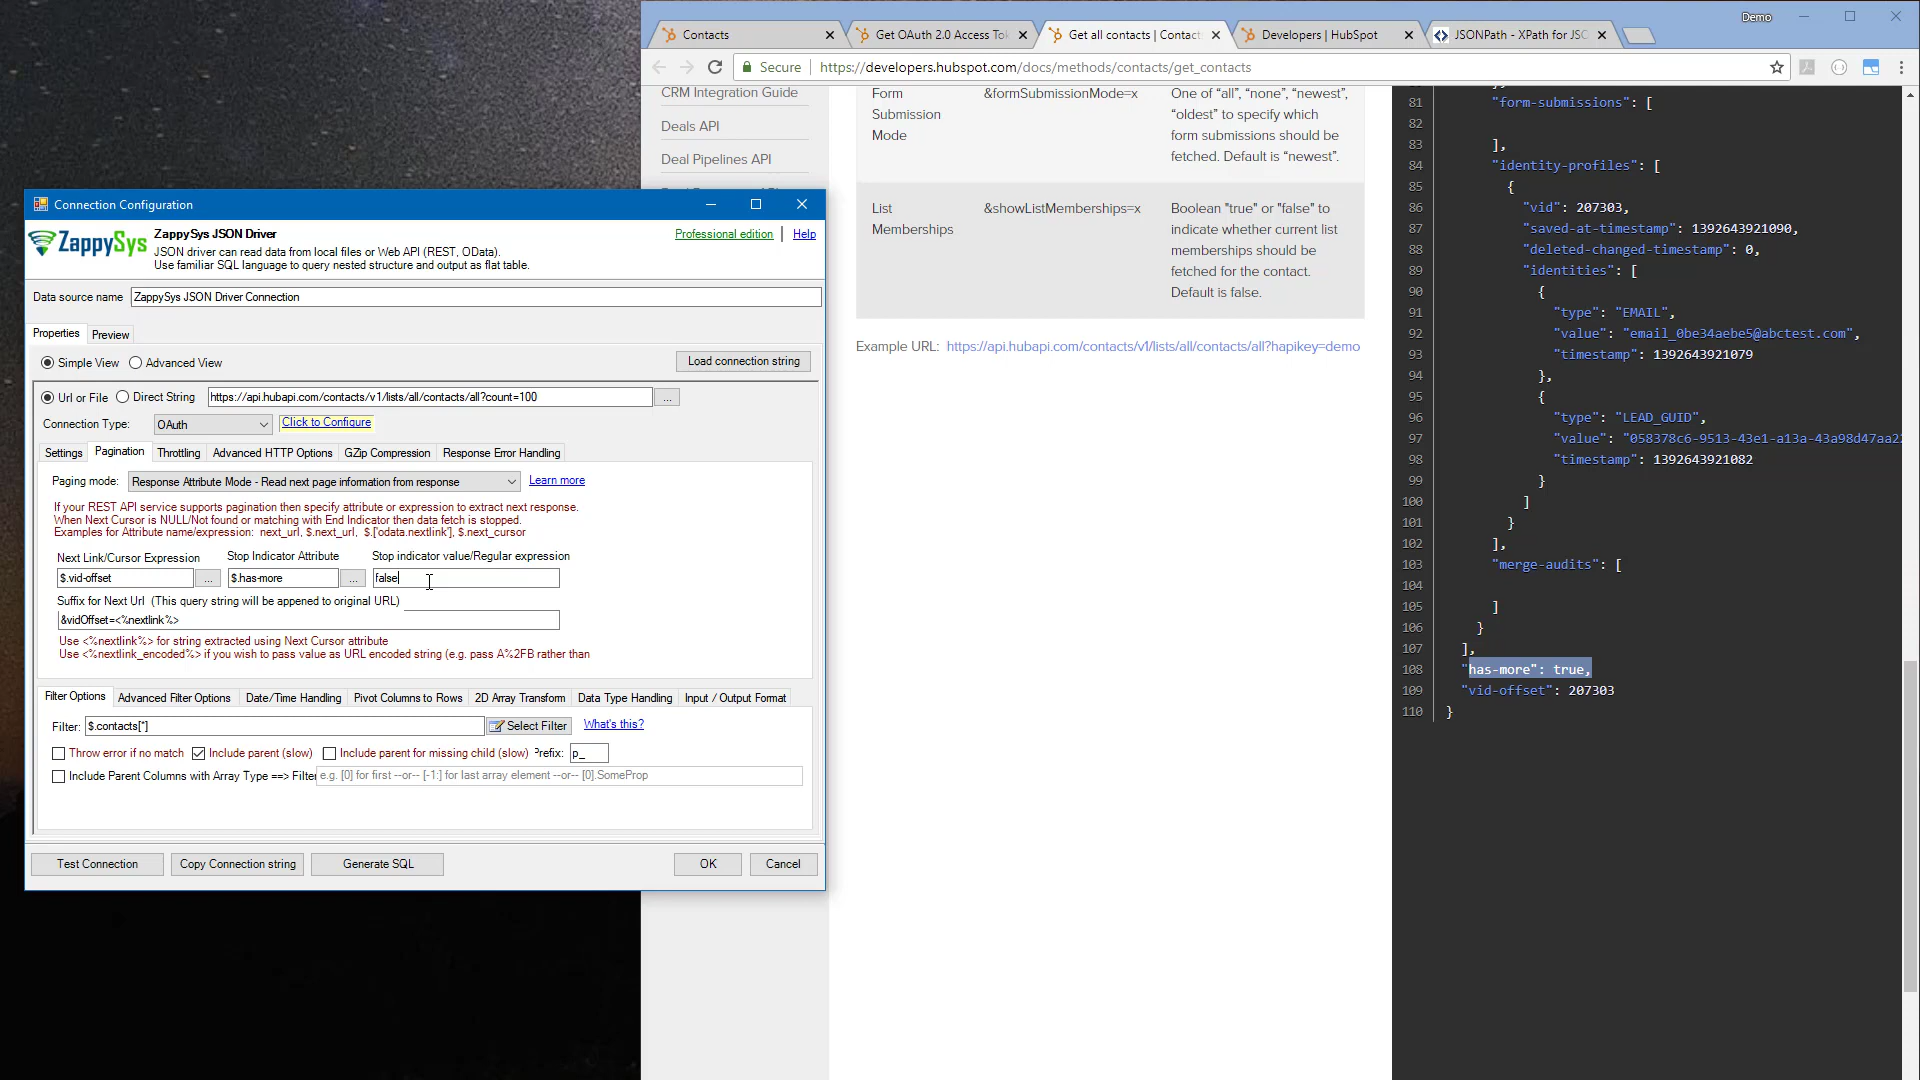 Demo
Contacts
Get OAuth 2.0 Access Tok
Get all contacts | Contacts
Developers | HubSpot
JSONPath - XPath for JSO
Secure
https://developers.hubspot.com/docs/methods/contacts/get_contacts
CRM Integration Guide
Deals API
Deal Pipelines API
Form Submission Mode
&formSubmissionMode=x
One of “all”, “none”, “newest”,
“oldest” to specify which
form submissions should be
fetched. Default is “newest”.
List Memberships
&showListMemberships=x
Boolean "true" or "false" to
indicate whether current list
memberships should be
fetched for the contact.
Default is false.
Example URL: https://api.hubapi.com/contacts/v1/lists/all/contacts/all?hapikey=demo
81 "form-submissions": [
82
83 ],
84 "identity-profiles": [
85 {
86 "vid": 207303,
87 "saved-at-timestamp": 1392643921090,
88 "deleted-changed-timestamp": 0,
89 "identities": [
90 {
91 "type": "EMAIL",
92 "value": "email_0be34aebe5@abctest.com",
93 "timestamp": 1392643921079
94 },
95 {
96 "type": "LEAD_GUID",
97 "value": "058378c6-9513-43e1-a13a-43a98d47aa22
98 "timestamp": 1392643921082
99 }
100 ]
101 }
102 ],
103 "merge-audits": [
104
105 ]
106 }
107 ],
108 "has-more": true,
109 "vid-offset": 207303
110 }
Connection Configuration
ZappySys
ZappySys JSON Driver
JSON driver can read data from local files or Web API (REST, OData).
Use familiar SQL language to query nested structure and output as flat table.
Professional edition | Help
Data source name
ZappySys JSON Driver Connection
Properties
Preview
Simple View
Advanced View
Load connection string
Url or File
Direct String
https://api.hubapi.com/contacts/v1/lists/all/contacts/all?count=100
...
Connection Type:
OAuth
Click to Configure
Settings
Pagination
Throttling
Advanced HTTP Options
GZip Compression
Response Error Handling
Paging mode:
Response Attribute Mode - Read next page information from response
Learn more
If your REST API service supports pagination then specify attribute or expression to extract next response.
When Next Cursor is NULL/Not found or matching with End Indicator then data fetch is stopped.
Examples for Attribute name/expression: next_url, $.next_url, $.['odata.nextlink'], $.next_cursor
Next Link/Cursor Expression
Stop Indicator Attribute
Stop indicator value/Regular expression
$.vid-offset
...
$.has-more
...
false
Suffix for Next Url (This query string will be appened to original URL)
&vidOffset=<%nextlink%>
Use <%nextlink%> for string extracted using Next Cursor attribute
Use <%nextlink_encoded%> if you wish to pass value as URL encoded string (e.g. pass A%2FB rather than
Filter Options
Advanced Filter Options
Date/Time Handling
Pivot Columns to Rows
2D Array Transform
Data Type Handling
Input / Output Format
Filter:
$.contacts[*]
Select Filter
What's this?
Throw error if no match
Include parent (slow)
Include parent for missing child (slow)
Prefix:
p_
Include Parent Columns with Array Type ==> Filter
e.g. [0] for first --or-- [-1:] for last array element --or-- [0].SomeProp
Test Connection
Copy Connection string
Generate SQL
OK
Cancel